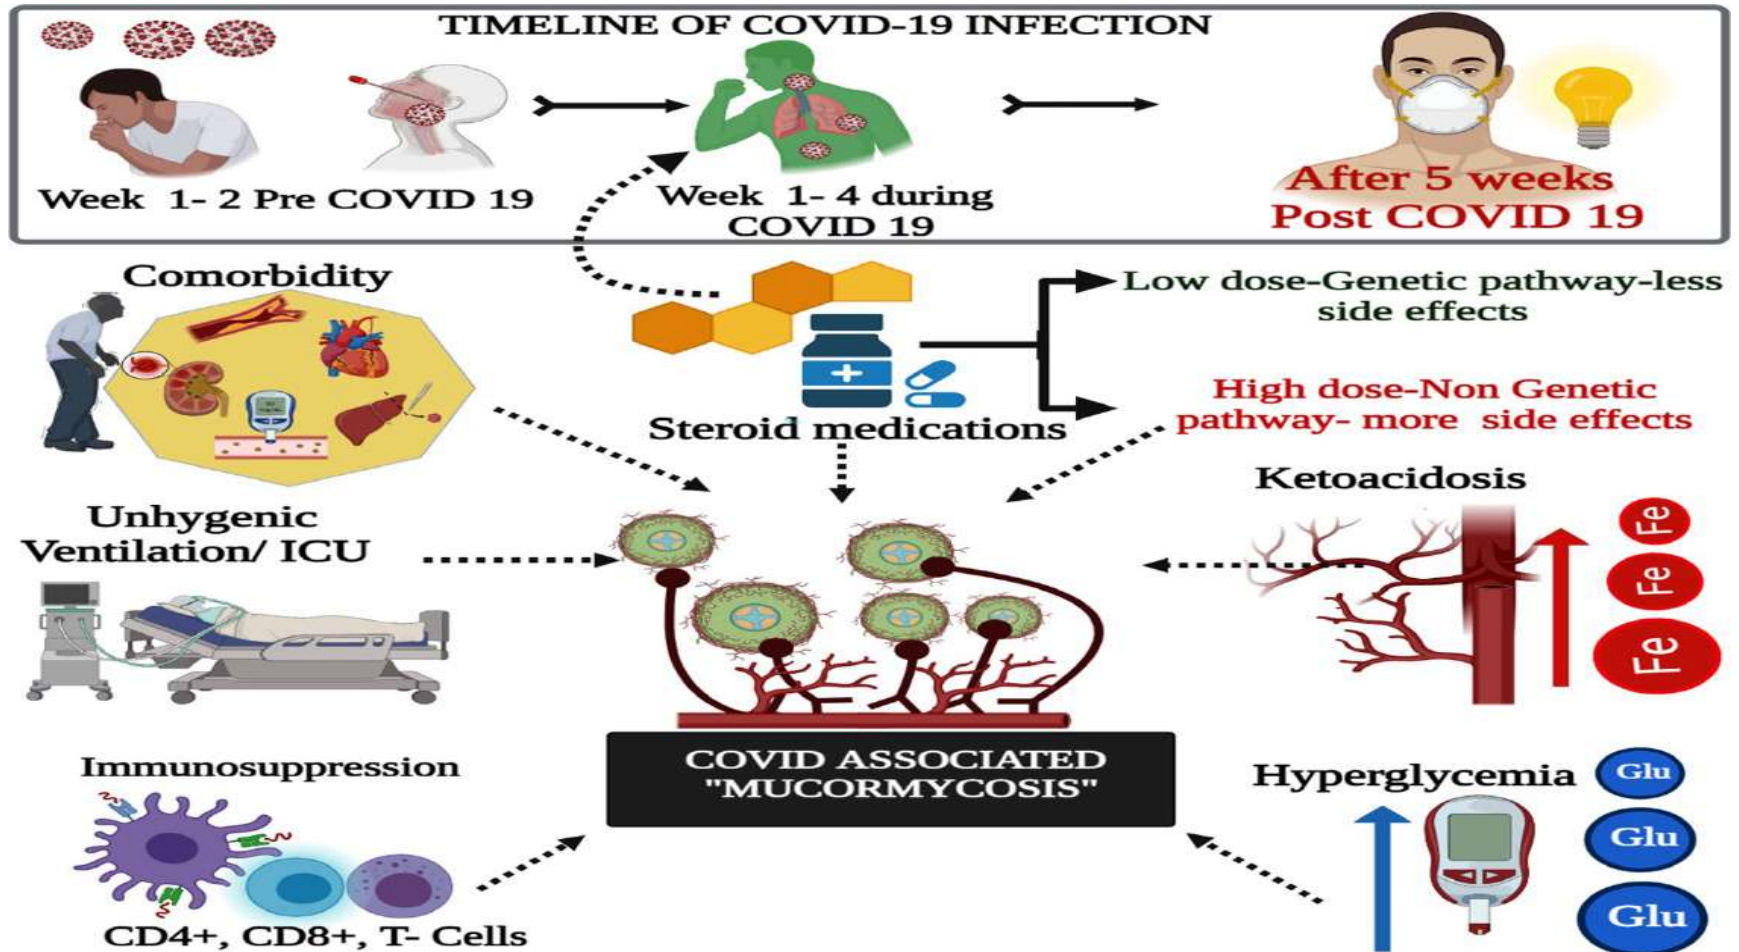 TIMELINE OF COVID-19 INFECTION
Week 1- 2 Pre COVID 19
Week 1- 4 during
COVID 19
After 5 weeks
Post COVID 19
Comorbidity
Steroid medications
Low dose-Genetic pathway-less
side effects
High dose-Non Genetic
pathway- more side effects
Unhygenic
Ventilation/ ICU
Ketoacidosis
Fe
Fe
Fe
COVID ASSOCIATED
"MUCORMYCOSIS"
Immunosuppression
CD4+, CD8+, T- Cells
Hyperglycemia
Glu
Glu
Glu